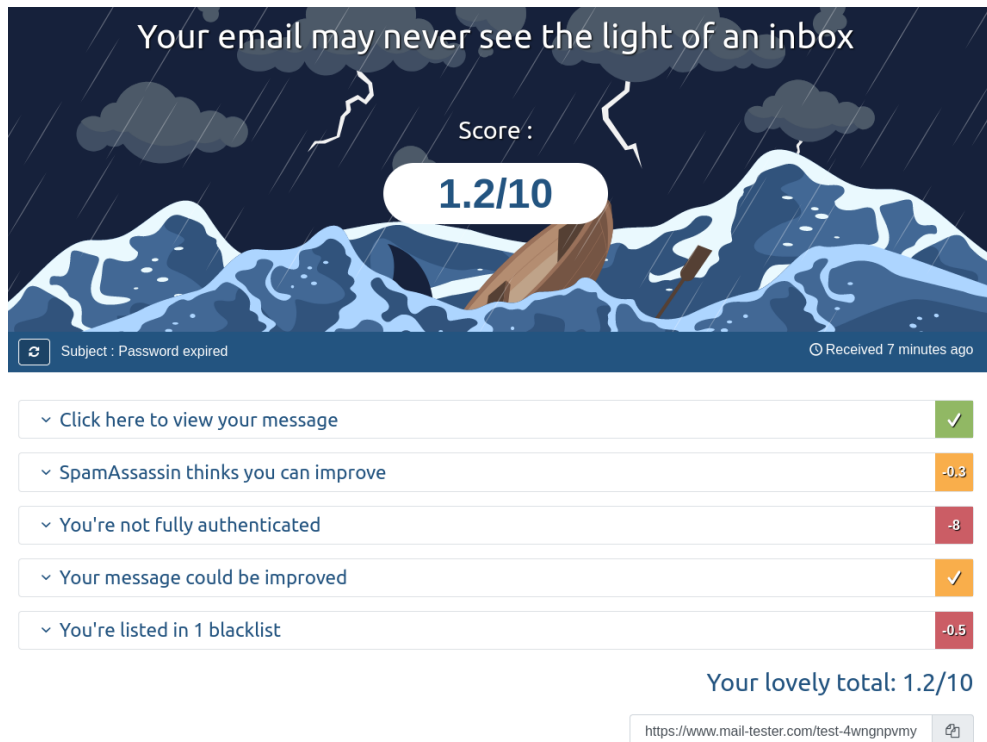 Your email may never see the light of an inbox
Score :
1.2/10
Subject : Password expired
Received 7 minutes ago
Click here to view your message
SpamAssassin thinks you can improve
-0.3
You're not fully authenticated
-8
Your message could be improved
You're listed in 1 blacklist
-0.5
Your lovely total: 1.2/10
https://www.mail-tester.com/test-4wngnpvmy